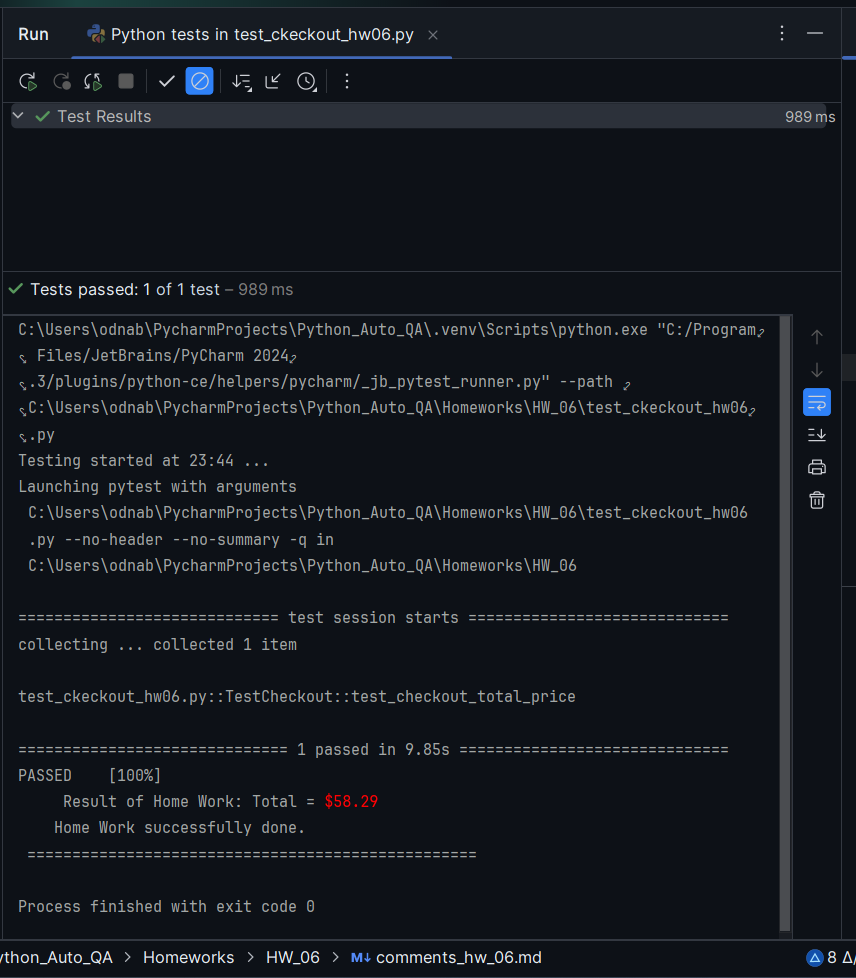 Run Python tests in test_ckeckout_hw06.py
Test Results 989 ms
Tests passed: 1 of 1 test – 989 ms
C:\Users\odnab\PycharmProjects\Python_Auto_QA\.venv\Scripts\python.exe "C:/Program
Files/JetBrains/PyCharm 2024
.3/plugins/python-ce/helpers/pycharm/_jb_pytest_runner.py" --path
C:\Users\odnab\PycharmProjects\Python_Auto_QA\Homeworks\HW_06\test_ckeckout_hw06
.py
Testing started at 23:44 ...
Launching pytest with arguments
C:\Users\odnab\PycharmProjects\Python_Auto_QA\Homeworks\HW_06\test_ckeckout_hw06
.py --no-header --no-summary -q in
C:\Users\odnab\PycharmProjects\Python_Auto_QA\Homeworks\HW_06
============================= test session starts =============================
collecting ... collected 1 item
test_ckeckout_hw06.py::TestCheckout::test_checkout_total_price
============================== 1 passed in 9.85s ==============================
PASSED    [100%]
Result of Home Work: Total = $58.29
Home Work successfully done.
==================================================
Process finished with exit code 0
ython_Auto_QA > Homeworks > HW_06 > M↓ comments_hw_06.md 8 Δ/